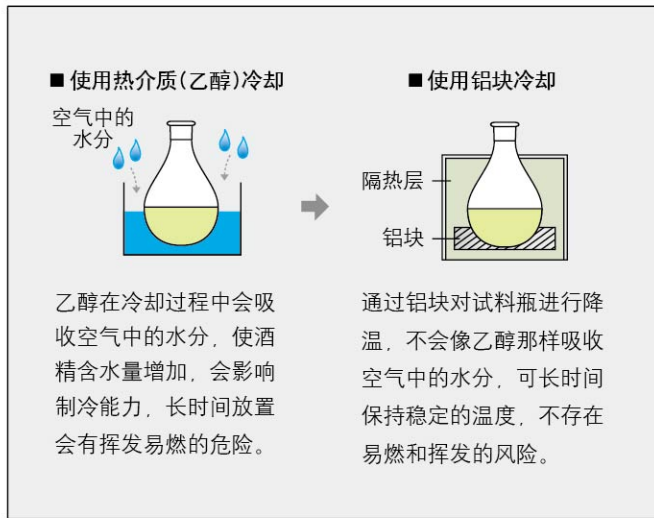 ■ 使用热介质(乙醇)冷却
空气中的
水分
乙醇在冷却过程中会吸
收空气中的水分，使酒
精含水量增加，会影响
制冷能力，长时间放置
会有挥发易燃的危险。
■ 使用铝块冷却
隔热层
铝块
通过铝块对试料瓶进行降
温，不会像乙醇那样吸收
空气中的水分，可长时间
保持稳定的温度，不存在
易燃和挥发的风险。